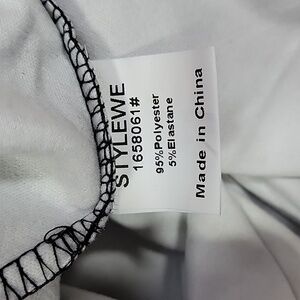 STYLEWE
1658061#
95%Polyester
5%Elastane
Made in China